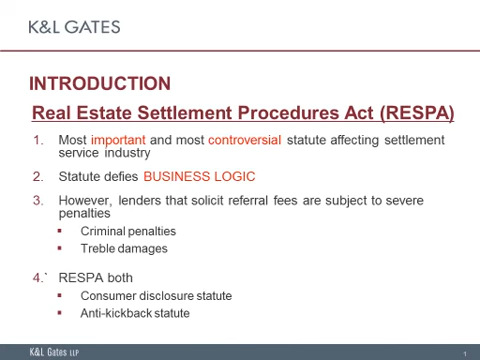 K&L GATES
INTRODUCTION
Real Estate Settlement Procedures Act (RESPA)
1. Most important and most controversial statute affecting settlement
service industry
2. Statute defies BUSINESS LOGIC
3. However, lenders that solicit referral fees are subject to severe
penalties
▪ Criminal penalties
▪ Treble damages
4.` RESPA both
▪ Consumer disclosure statute
▪ Anti-kickback statute
K&L Gates LLP
1